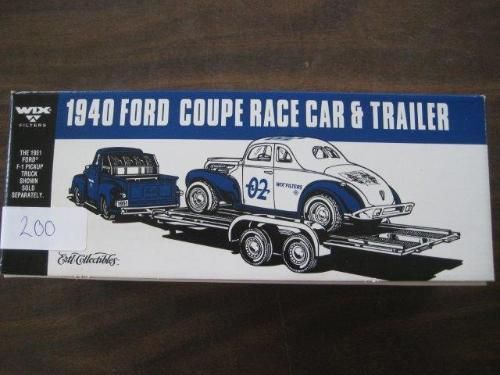 WIX
FILTERS
1940 FORD COUPE RACE CAR & TRAILER
THE 1951
FORD®
F-1 PICKUP
TRUCK
SHOWN
SOLD
SEPARATELY.
200
02
WIX FILTERS
1951
Ertl Collectibles